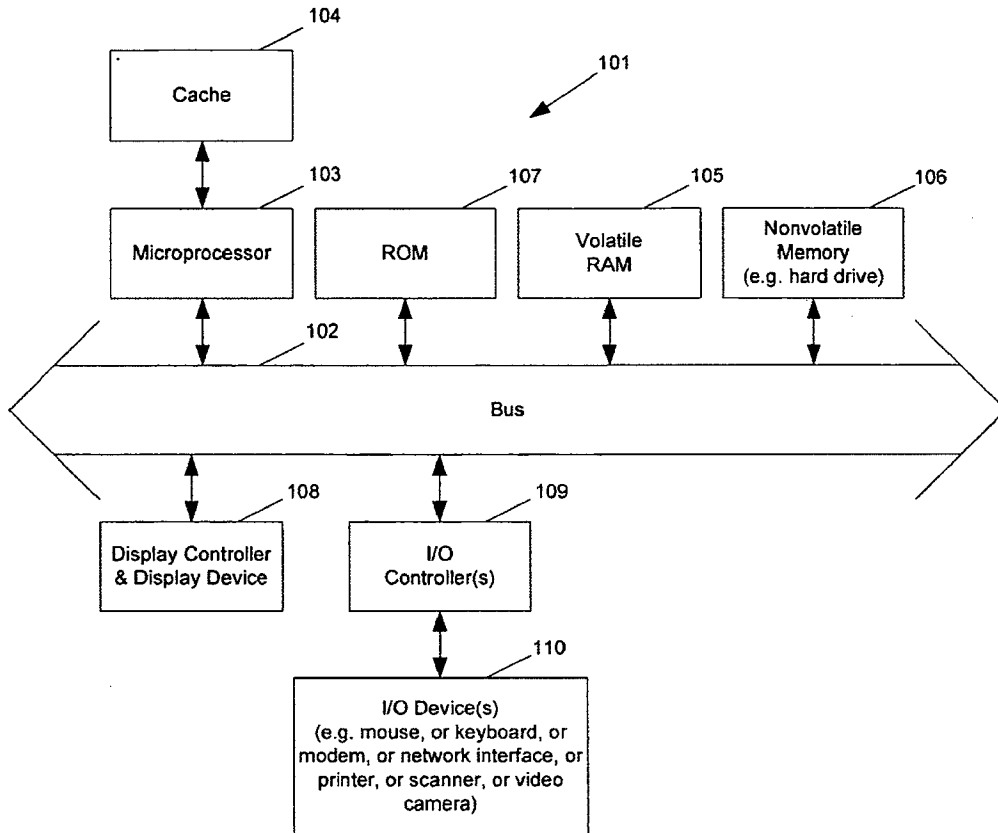 104
101
Cache
103
107
105
106
Microprocessor
ROM
Volatile
RAM
Nonvolatile
Memory
(e.g. hard drive)
102
Bus
108
109
Display Controller
& Display Device
I/O
Controller(s)
110
I/O Device(s)
(e.g. mouse, or keyboard, or
modem, or network interface, or
printer, or scanner, or video
camera)